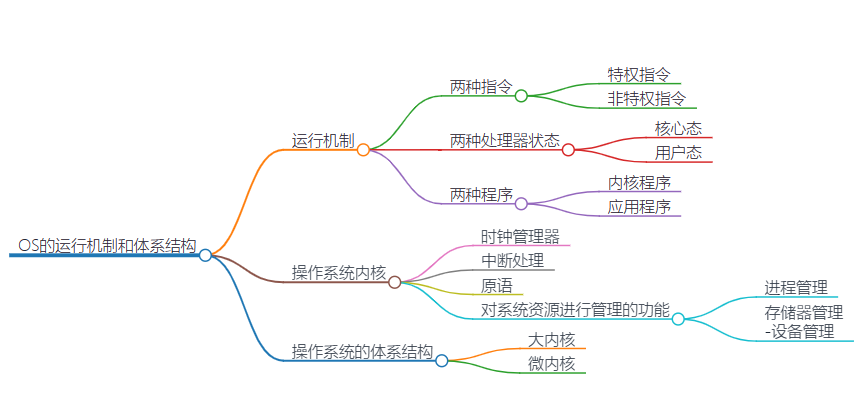 OS的运行机制和体系结构
运行机制
两种指令
特权指令
非特权指令
两种处理器状态
核心态
用户态
两种程序
内核程序
应用程序
操作系统内核
时钟管理器
中断处理
原语
对系统资源进行管理的功能
进程管理
存储器管理
-设备管理
操作系统的体系结构
大内核
微内核